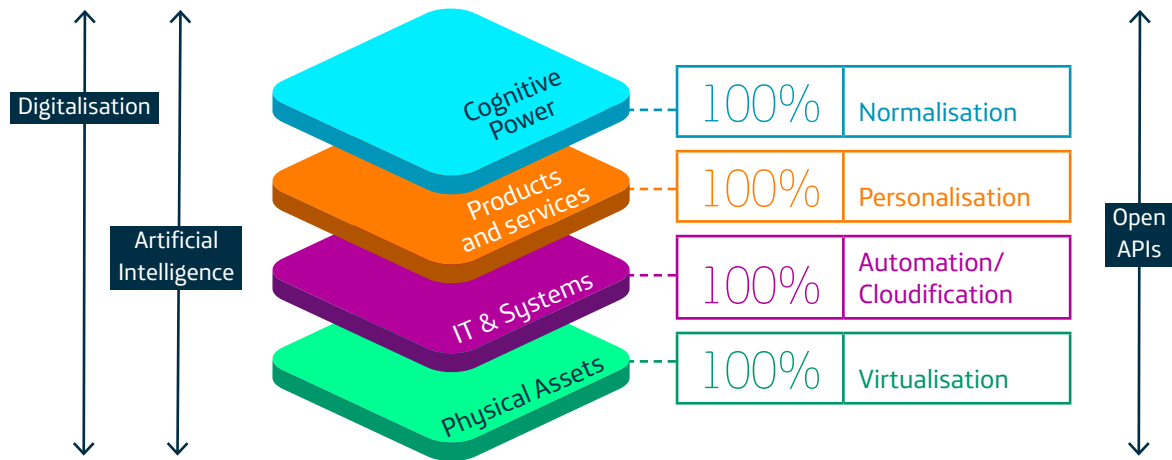 Digitalisation
Artificial
Intelligence
Cognitive
Power
100%
Normalisation
Products
and services
100%
Personalisation
IT & Systems
100%
Automation/
Cloudification
Physical Assets
100%
Virtualisation
Open
APIs